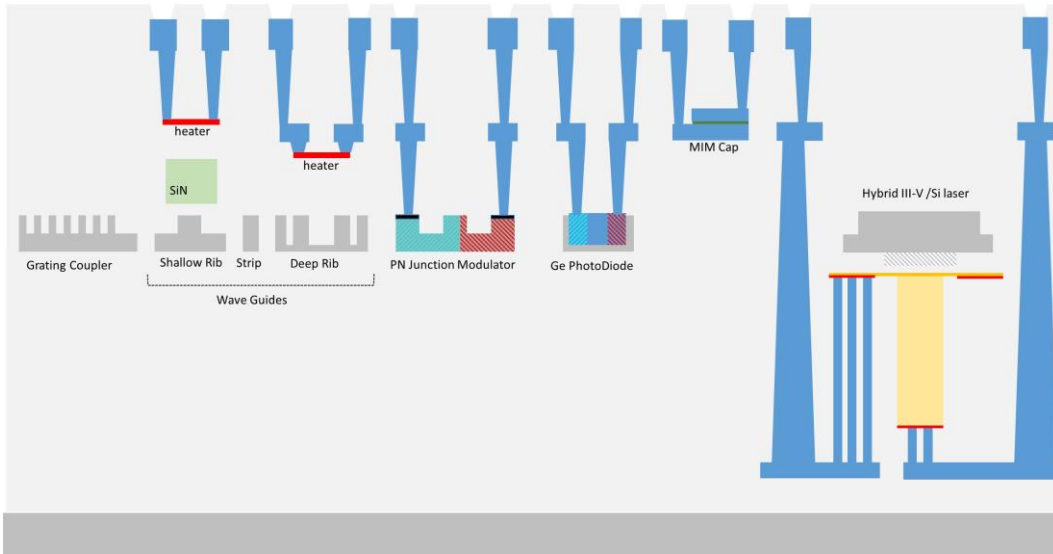 heater
heater
MIM Cap
SiN
Hybrid III-V /Si laser
Grating Coupler
Shallow Rib
Strip
Deep Rib
PN Junction Modulator
Ge PhotoDiode
Wave Guides